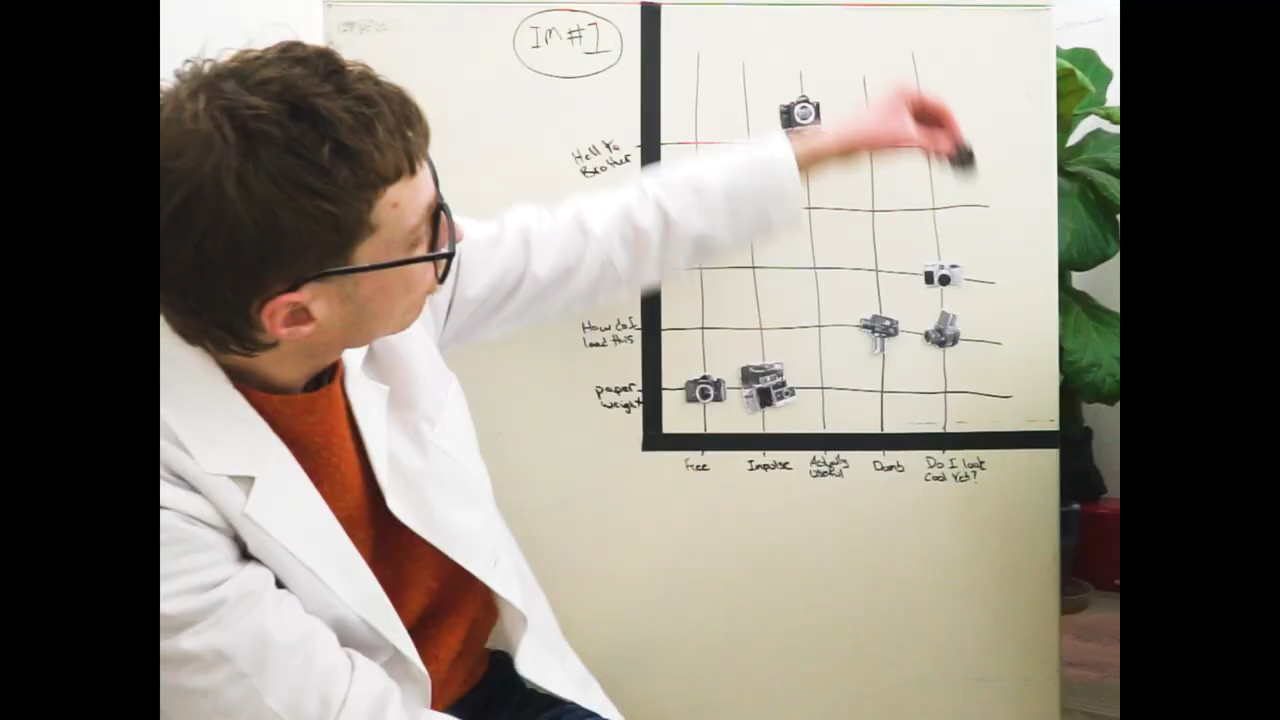 Im #1
Hell to
Brother
How do I
load this
paper
weight
Free
Impulse
Actually
useful
Dumb
Do I look
cool yet?